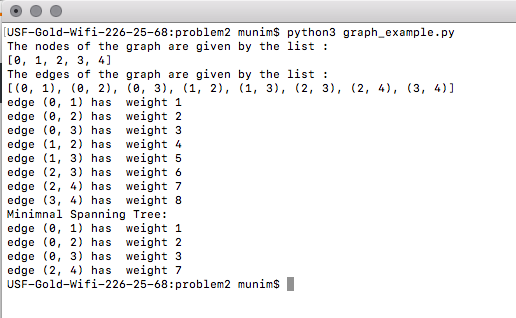 USF-Gold-Wifi-226-25-68:problem2 munim$ python3 graph_example.py
The nodes of the graph are given by the list :
[0, 1, 2, 3, 4]
The edges of the graph are given by the list :
[(0, 1), (0, 2), (0, 3), (1, 2), (1, 3), (2, 3), (2, 4), (3, 4)]
edge (0, 1) has  weight 1
edge (0, 2) has  weight 2
edge (0, 3) has  weight 3
edge (1, 2) has  weight 4
edge (1, 3) has  weight 5
edge (2, 3) has  weight 6
edge (2, 4) has  weight 7
edge (3, 4) has  weight 8
Minimnal Spanning Tree:
edge (0, 1) has  weight 1
edge (0, 2) has  weight 2
edge (0, 3) has  weight 3
edge (2, 4) has  weight 7
USF-Gold-Wifi-226-25-68:problem2 munim$